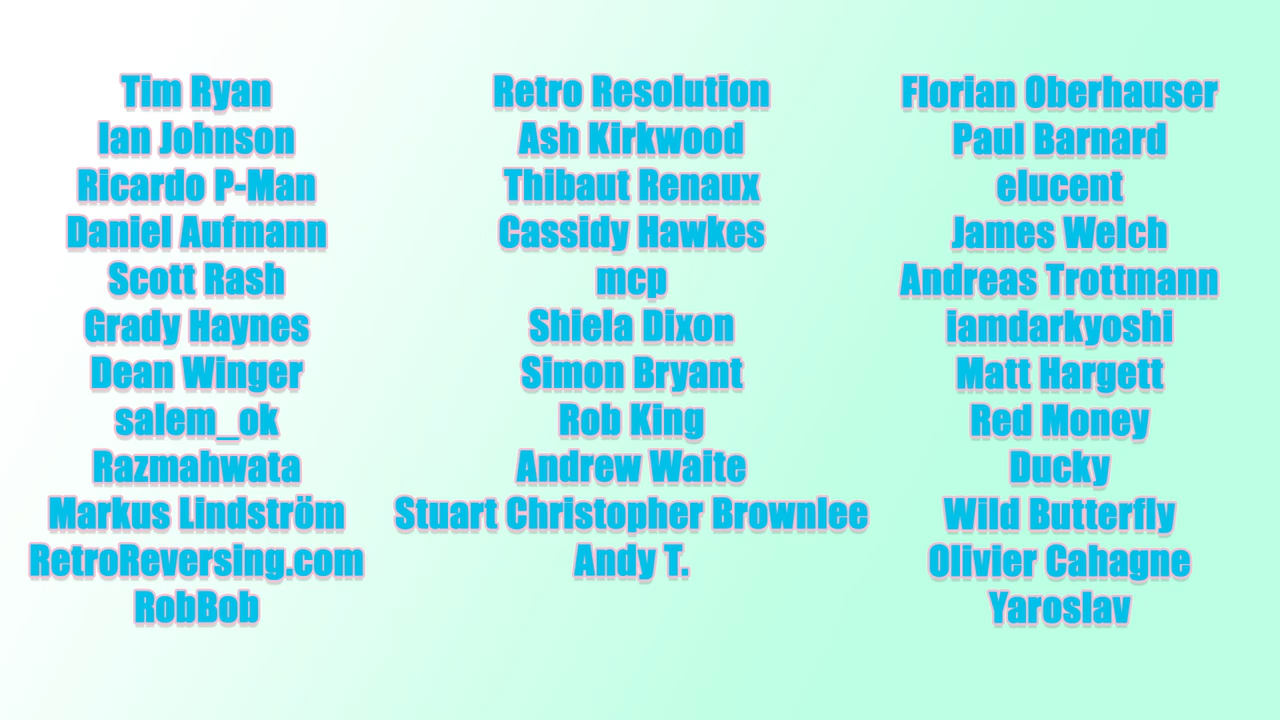 Tim Ryan
Ian Johnson
Ricardo P-Man
Daniel Aufmann
Scott Rash
Grady Haynes
Dean Winger
salem_ok
Razmahwata
Markus Lindström
RetroReversing.com
RobBob
Retro Resolution
Ash Kirkwood
Thibaut Renaux
Cassidy Hawkes
mcp
Shiela Dixon
Simon Bryant
Rob King
Andrew Waite
Stuart Christopher Brownlee
Andy T.
Florian Oberhauser
Paul Barnard
elucent
James Welch
Andreas Trottmann
iamdarkyoshi
Matt Hargett
Red Money
Ducky
Wild Butterfly
Olivier Cahagne
Yaroslav